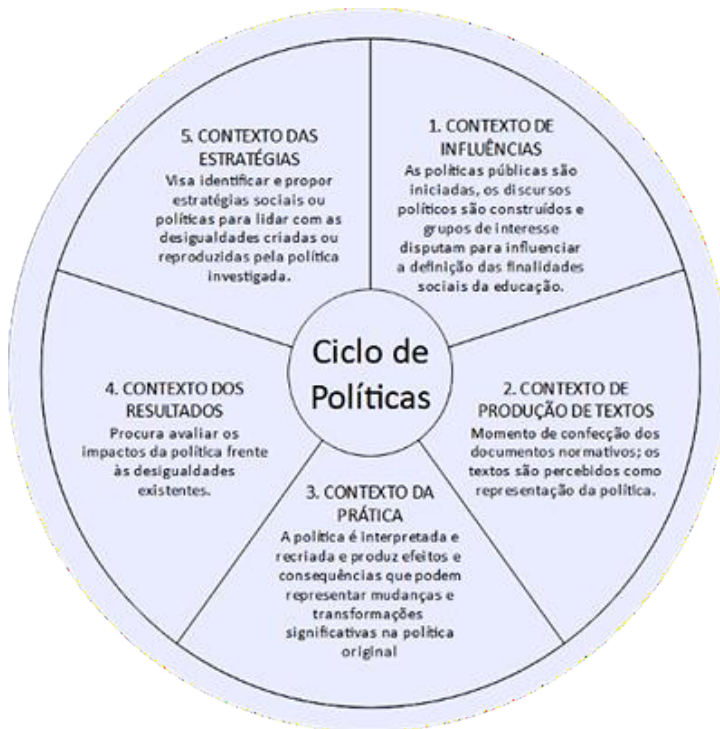 1. CONTEXTO DE
INFLUÊNCIAS
As políticas públicas são
iniciadas, os discursos
políticos são construídos e
grupos de interesse
disputam para influenciar
a definição das finalidades
sociais da educação.
2. CONTEXTO DE
PRODUÇÃO DE TEXTOS
Momento de confecção dos
documentos normativos; os
textos são percebidos como
representação da política.
3. CONTEXTO DA
PRÁTICA
A política é interpretada e
recriada e produz efeitos e
consequências que podem
representar mudanças e
transformações
significativas na política
original
4. CONTEXTO DOS
RESULTADOS
Procura avaliar os
impactos da política frente
às desigualdades
existentes.
5. CONTEXTO DAS
ESTRATÉGIAS
Visa identificar e propor
estratégias sociais ou
políticas para lidar com as
desigualdades criadas ou
reproduzidas pela política
investigada.
Ciclo de
Políticas